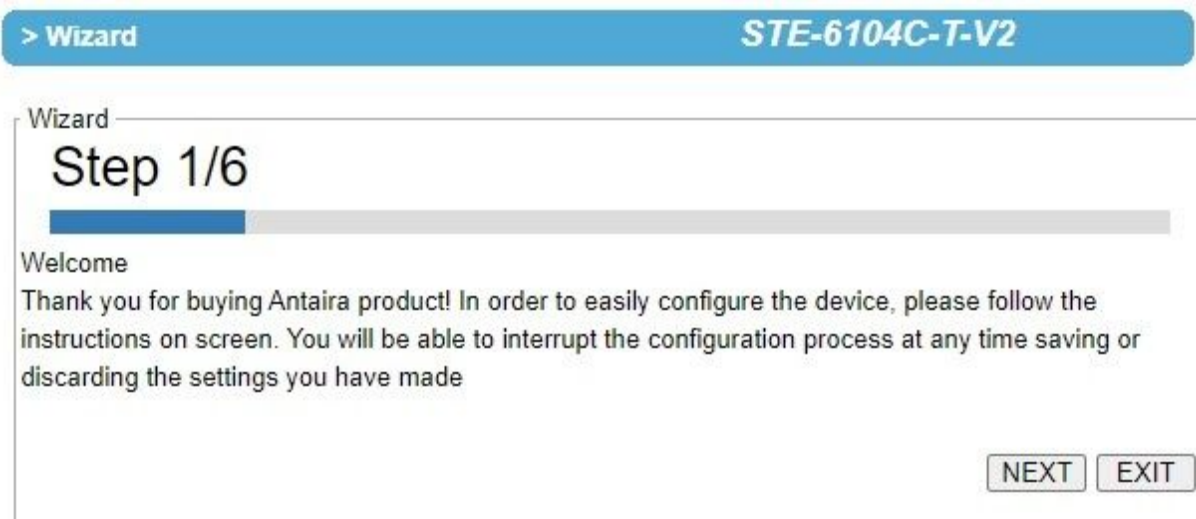 > Wizard
STE-6104C-T-V2
Wizard
Step 1/6
Welcome
Thank you for buying Antaira product! In order to easily configure the device, please follow the
instructions on screen. You will be able to interrupt the configuration process at any time saving or
discarding the settings you have made
NEXT
EXIT